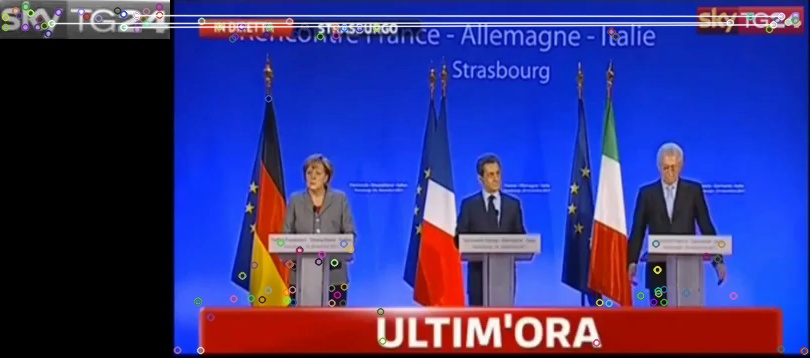 sky TG24
IN DIRETTA
STRASBURGO
sky TG24
Rencontre France - Allemagne - Italie
Strasbourg
ULTIM'ORA